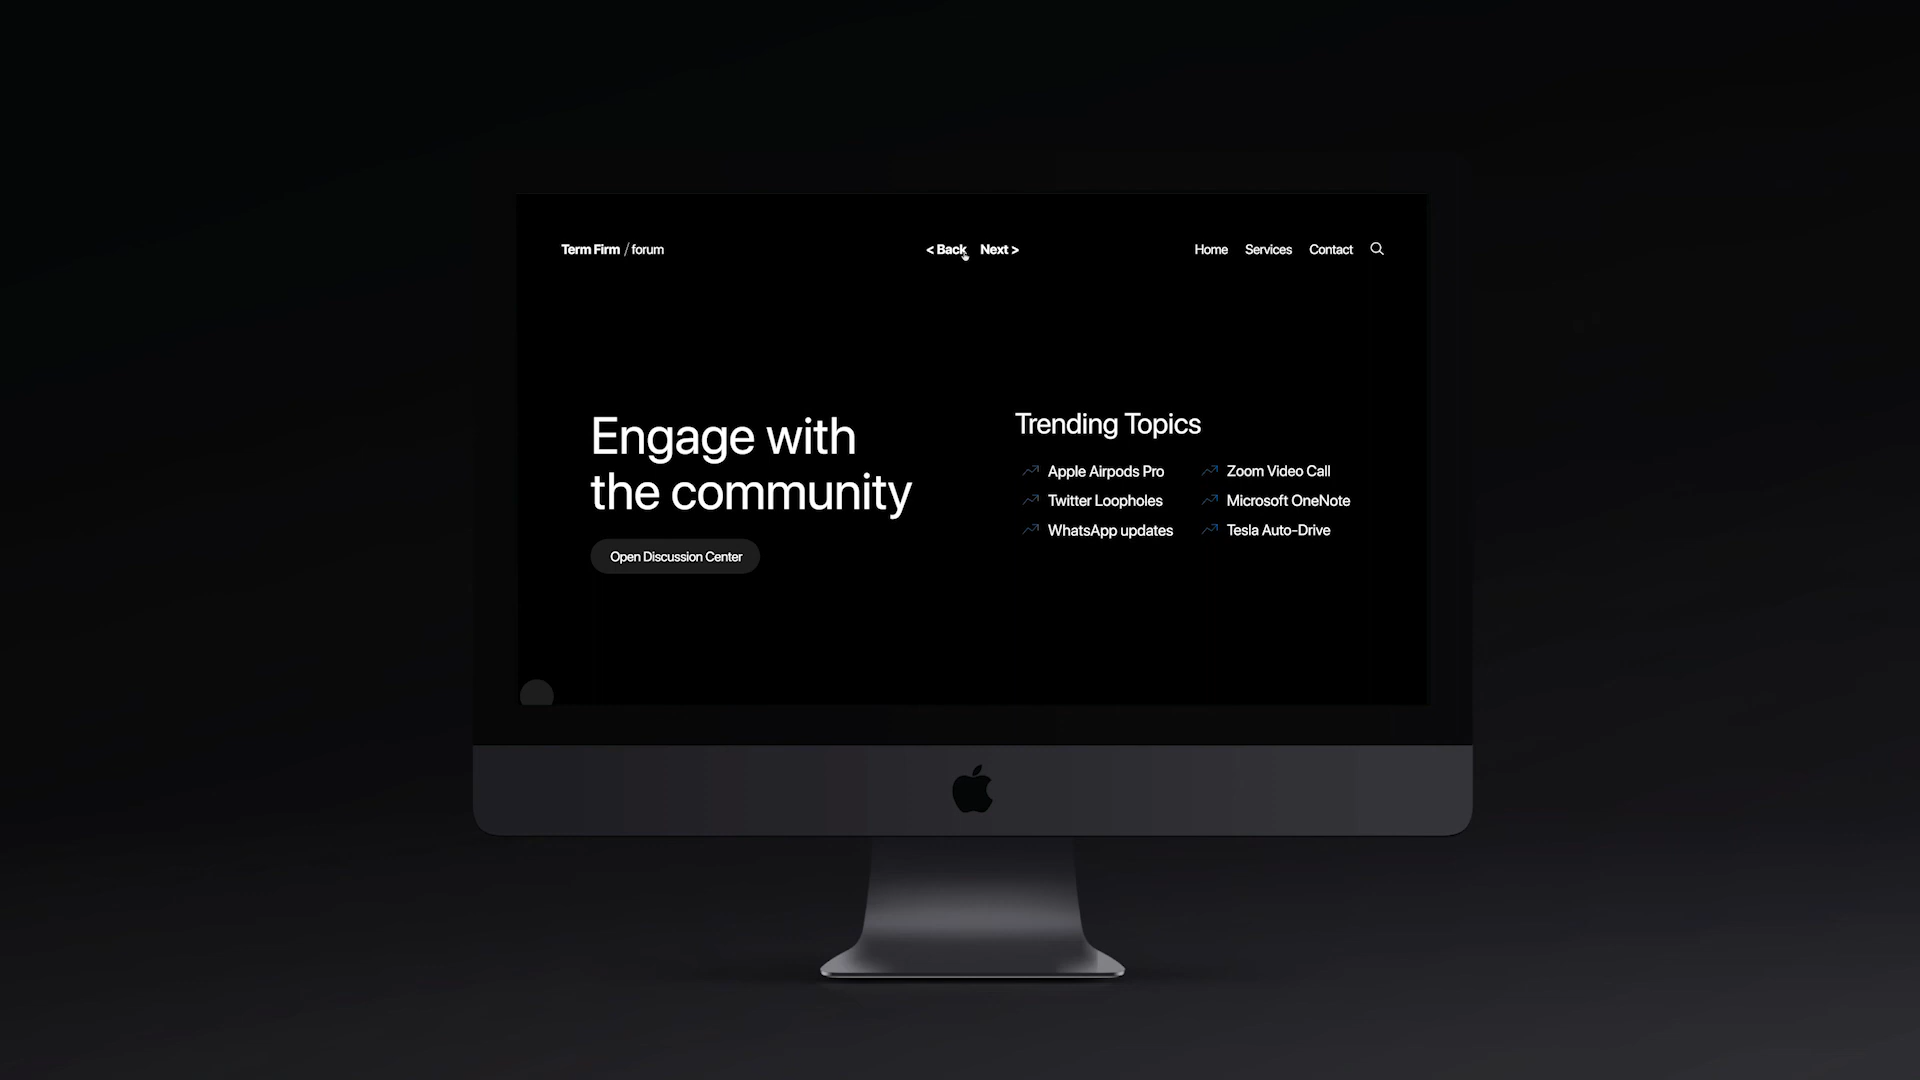 Term Firm / forum
< Back Next >
Home Services Contact
Engage with
the community
Open Discussion Center
Trending Topics
Apple Airpods Pro
Zoom Video Call
Twitter Loopholes
Microsoft OneNote
WhatsApp updates
Tesla Auto-Drive